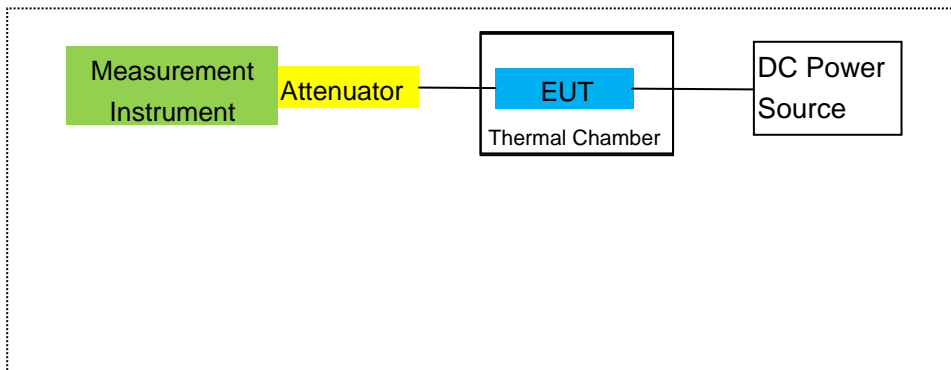 Measurement
Instrument
Attenuator
EUT
Thermal Chamber
DC Power
Source